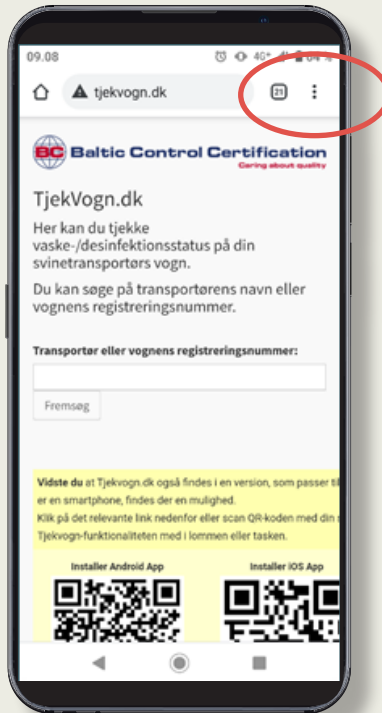 09.08
4G+
64 %
tjekvogn.dk
21
BC Baltic Control Certification
Caring about quality
TjekVogn.dk
Her kan du tjekke
vaske-/desinfektionsstatus på din
svinetransportørs vogn.
Du kan søge på transportørens navn eller
vognens registreringsnummer.
Transportør eller vognens registreringsnummer:
Fremsøg
Vidste du at Tjekvogn.dk også findes i en version, som passer til
er en smartphone, findes der en mulighed.
Klik på det relevante link nedenfor eller scan QR-koden med din
Tjekvogn-funktionaliteten med i lommen eller tasken.
Installer Android App
Installer iOS App